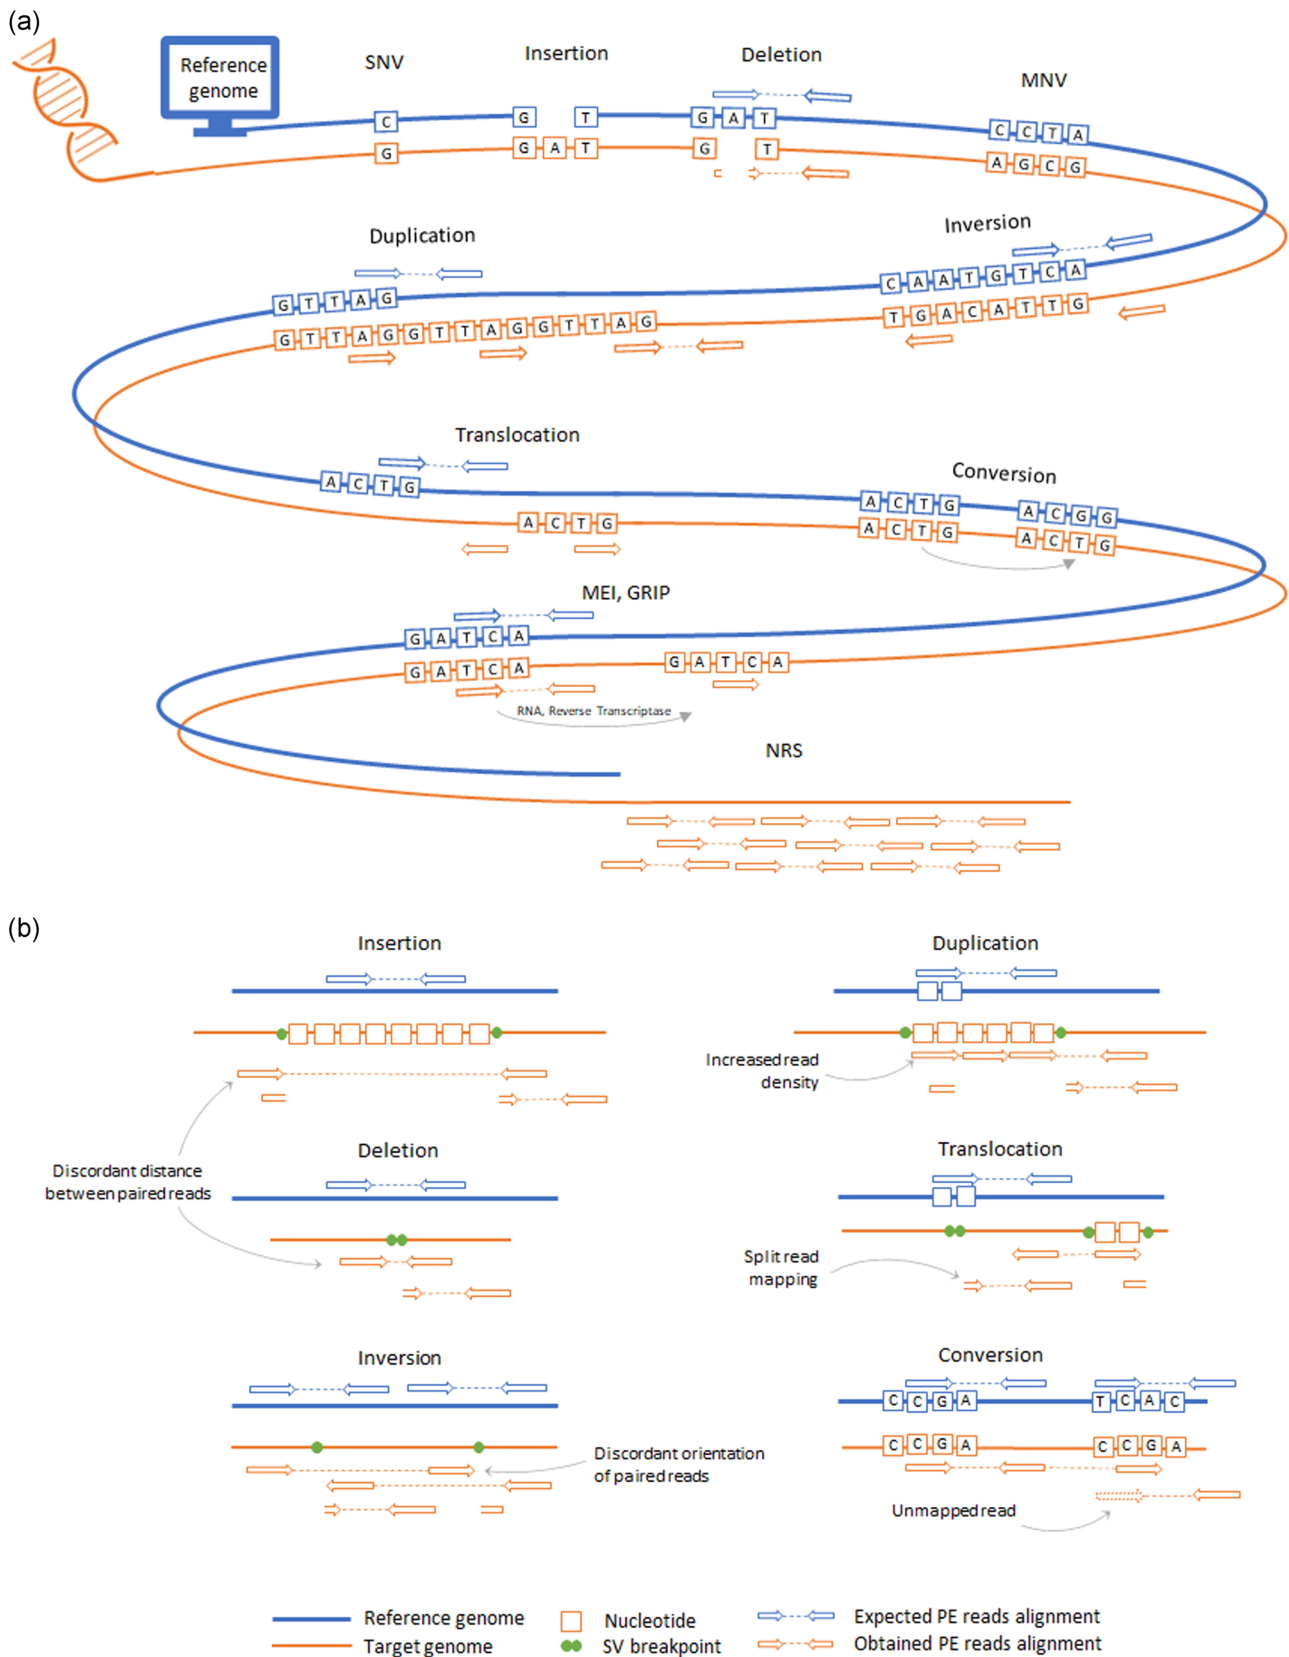 (a)
Reference
genome
SNV
Insertion
Deletion
MNV
C
G T
G A T
C C T A
G
G A T
G T
A G C G
Duplication
Inversion
G T T A G
C A A T G T C A
G T T A G G T T A G G T T A G
T G A C A T T G
Translocation
Conversion
A C T G
A C T G
A C G G
A C T G
A C T G
A C T G
MEI, GRIP
G A T C A
G A T C A
G A T C A
RNA, Reverse Transcriptase
NRS
(b)
Insertion
Duplication
Increased read
density
Deletion
Translocation
Discordant distance
between paired reads
Split read
mapping
Inversion
Conversion
C C G A
T C A C
C C G A
C C G A
Discordant orientation
of paired reads
Unmapped read
Reference genome
Nucleotide
Expected PE reads alignment
Target genome
SV breakpoint
Obtained PE reads alignment